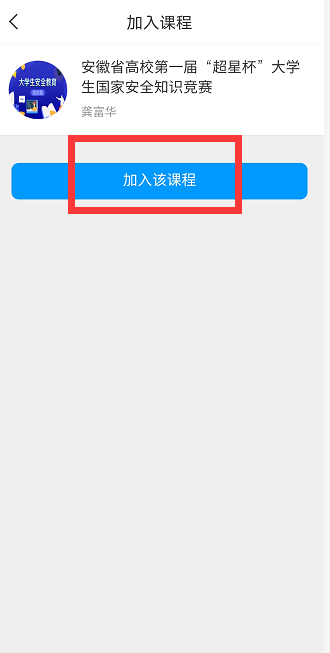 加入课程
安徽省高校第一届“超星杯”大学
生国家安全知识竞赛
大学生安全教育
龚富华
加入该课程